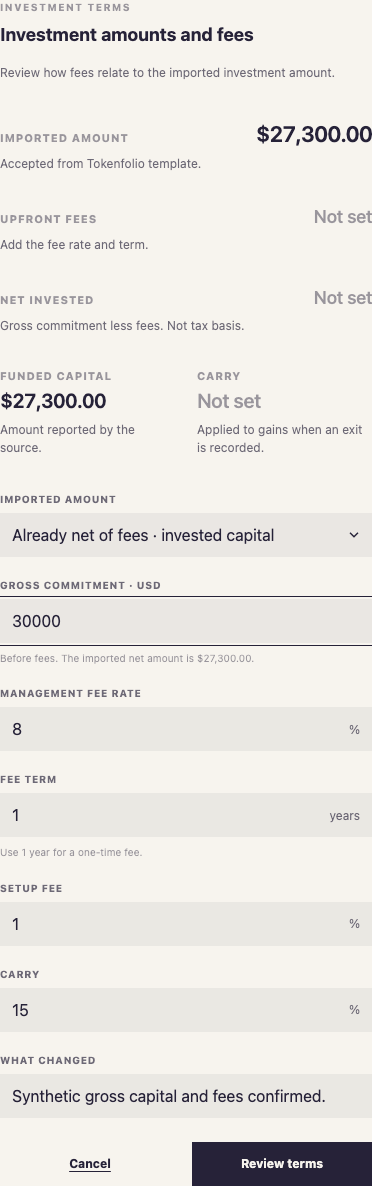 INVESTMENT TERMS
Investment amounts and fees
Review how fees relate to the imported investment amount.
IMPORTED AMOUNT
$27,300.00
Accepted from Tokenfolio template.
UPFRONT FEES
Not set
Add the fee rate and term.
NET INVESTED
Not set
Gross commitment less fees. Not tax basis.
FUNDED CAPITAL
$27,300.00
Amount reported by the
source.
CARRY
Not set
Applied to gains when an exit
is recorded.
IMPORTED AMOUNT
Already net of fees · invested capital
GROSS COMMITMENT · USD
30000
Before fees. The imported net amount is $27,300.00.
MANAGEMENT FEE RATE
8 %
FEE TERM
1 years
Use 1 year for a one-time fee.
SETUP FEE
1 %
CARRY
15 %
WHAT CHANGED
Synthetic gross capital and fees confirmed.
Cancel
Review terms